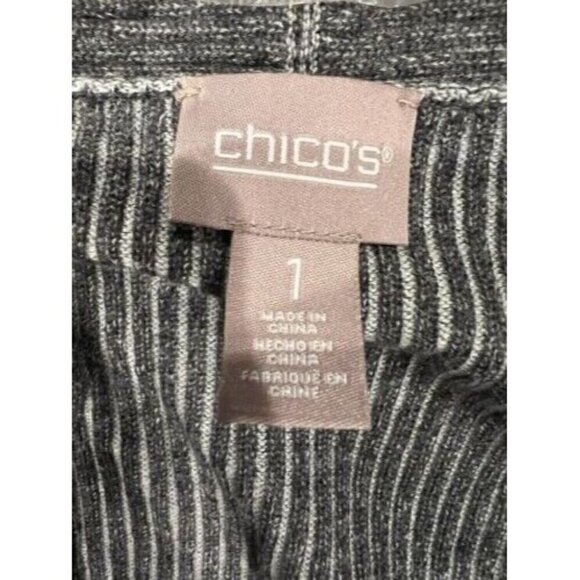 chico's®
1
MADE IN
CHINA
HECHO EN
CHINA
FABRIQUÉ EN
CHINE